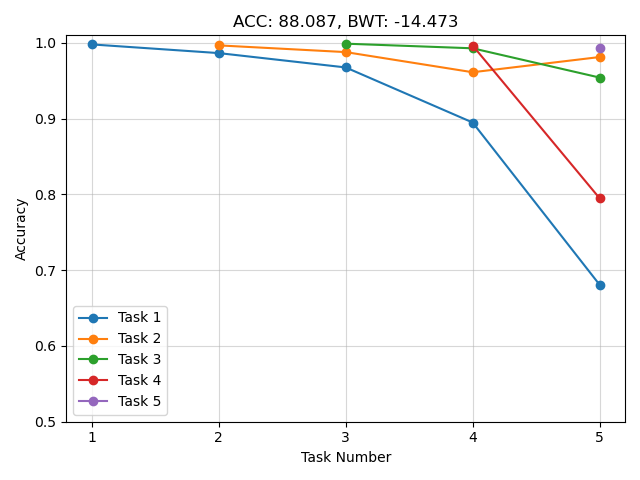 ACC: 88.087, BWT: -14.473
1.0
0.9
0.8
0.7
0.6
0.5
Accuracy
Task 1
Task 2
Task 3
Task 4
Task 5
1 2 3 4 5
Task Number